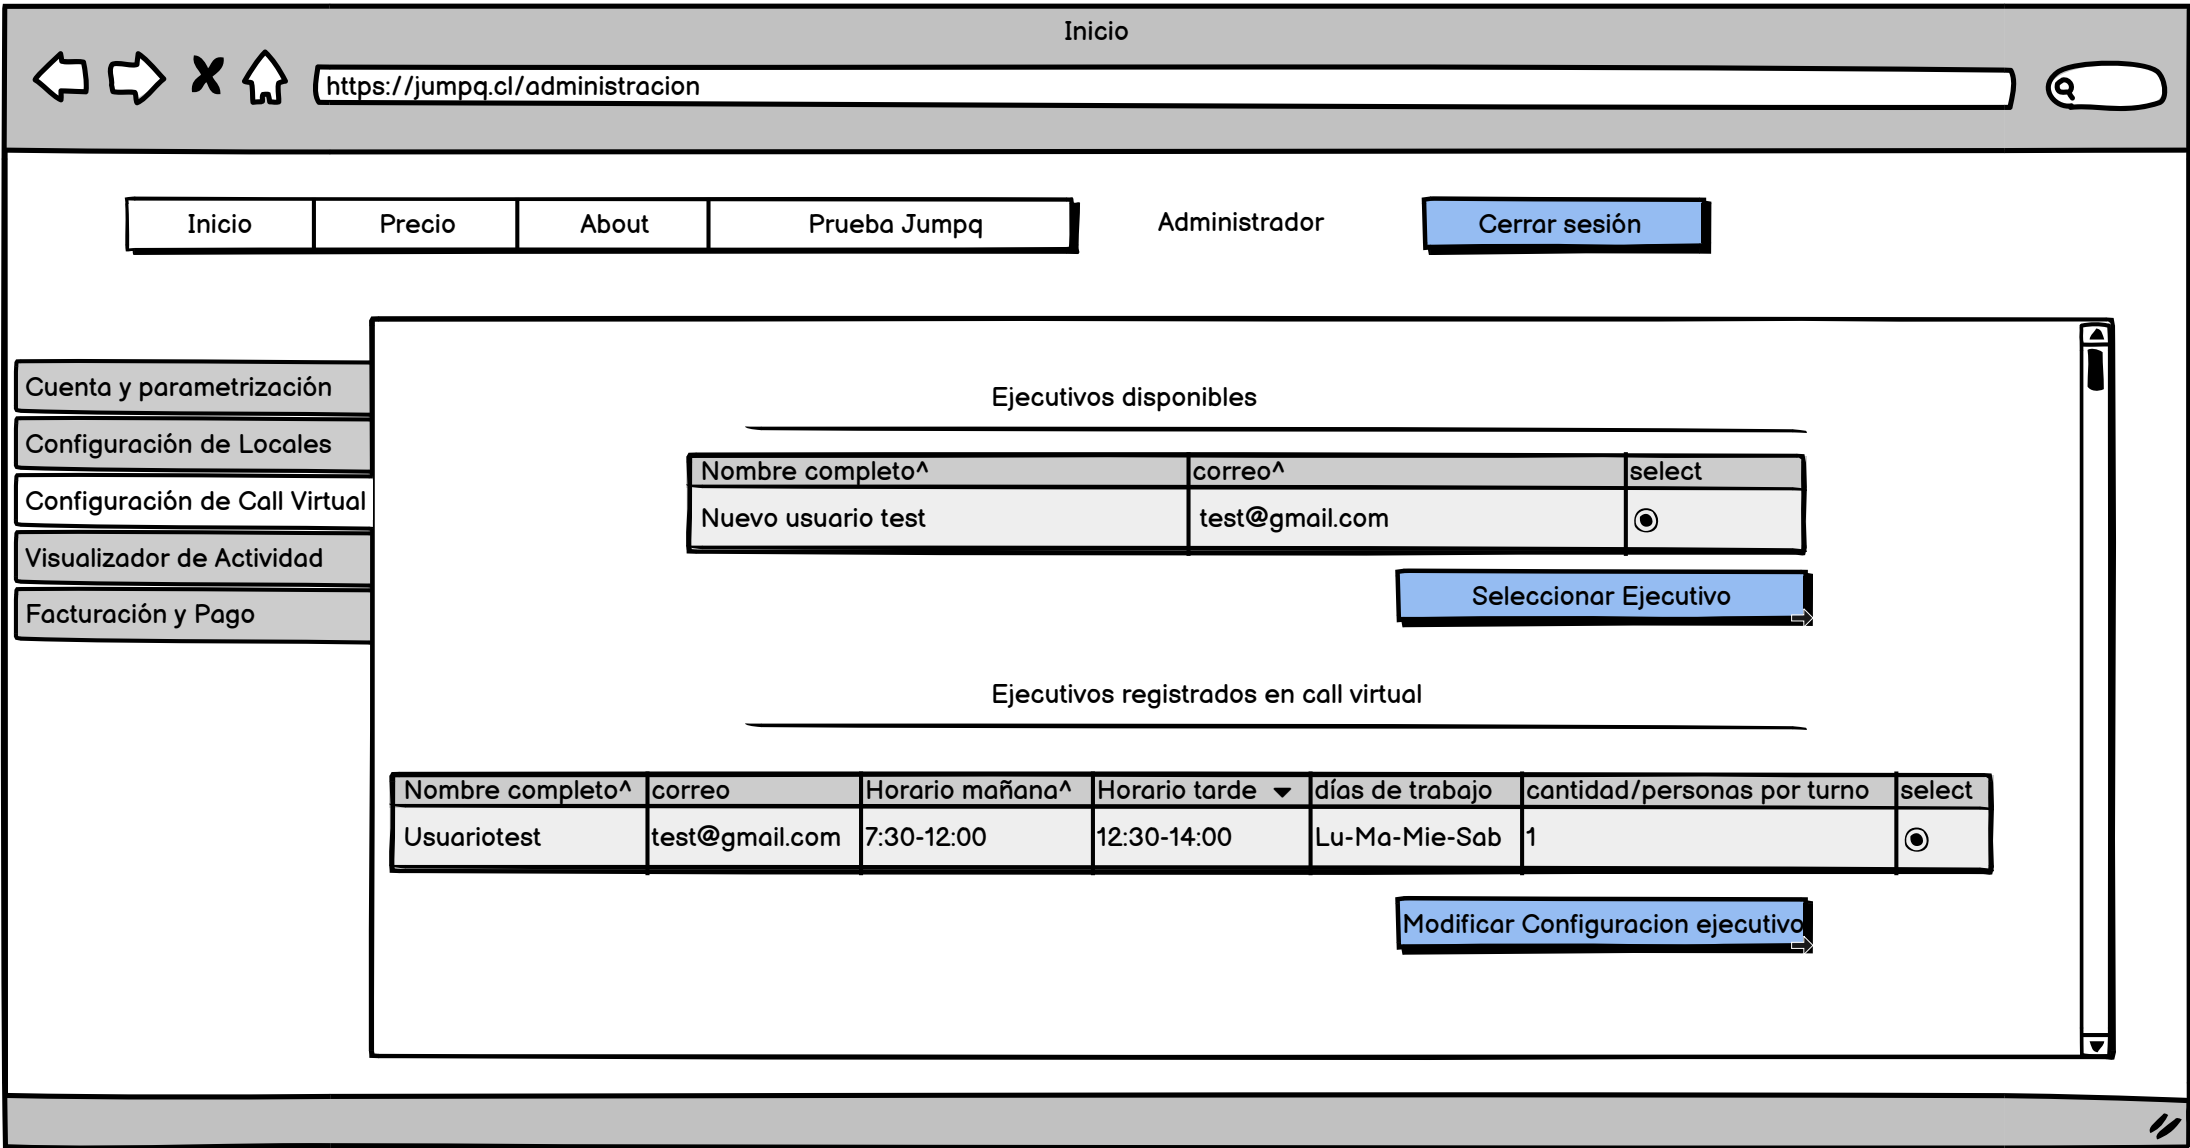 Inicio
https://jumpq.cl/administracion
Inicio Precio About Prueba Jumpq Administrador Cerrar sesión
Cuenta y parametrización
Configuración de Locales
Configuración de Call Virtual
Visualizador de Actividad
Facturación y Pago
Ejecutivos disponibles
Nombre completo^ correo^ select
Nuevo usuario test test@gmail.com
Seleccionar Ejecutivo
Ejecutivos registrados en call virtual
Nombre completo^ correo Horario mañana^ Horario tarde días de trabajo cantidad/personas por turno select
Usuariotest test@gmail.com 7:30-12:00 12:30-14:00 Lu-Ma-Mie-Sab 1
Modificar Configuracion ejecutivo